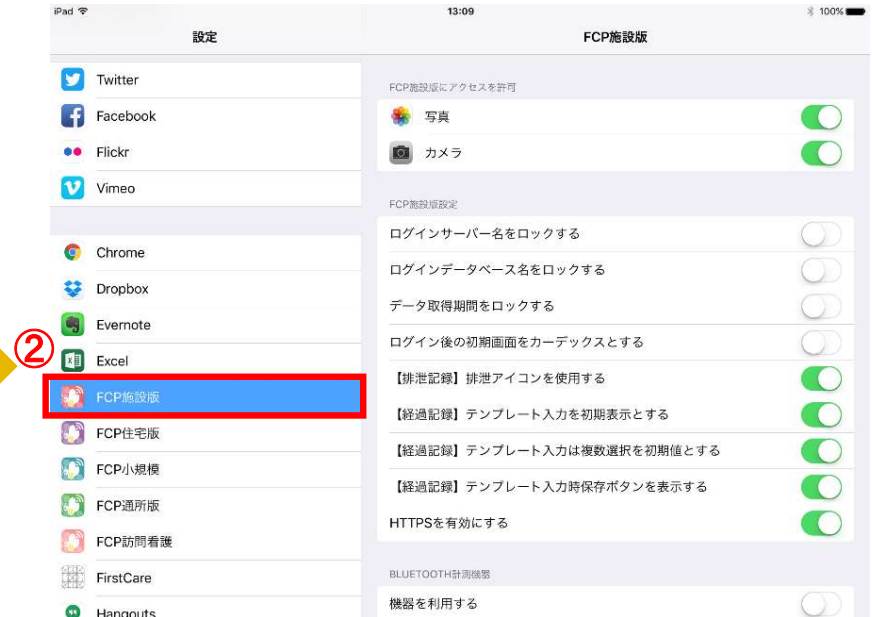 iPad 13:09 100%
設定
FCP施設版
Twitter
Facebook
Flickr
Vimeo
Chrome
Dropbox
Evernote
②
Excel
FCP施設版
FCP住宅版
FCP小規模
FCP通所版
FCP訪問看護
FirstCare
Hangouts
FCP施設版にアクセスを許可
写真
カメラ
FCP施設版設定
ログインサーバー名をロックする
ログインデータベース名をロックする
データ取得期間をロックする
ログイン後の初期画面をカーデックスとする
【排泄記録】排泄アイコンを使用する
【経過記録】テンプレート入力を初期表示とする
【経過記録】テンプレート入力は複数選択を初期値とする
【経過記録】テンプレート入力時保存ボタンを表示する
HTTPSを有効にする
BLUETOOTH計測機器
機器を利用する